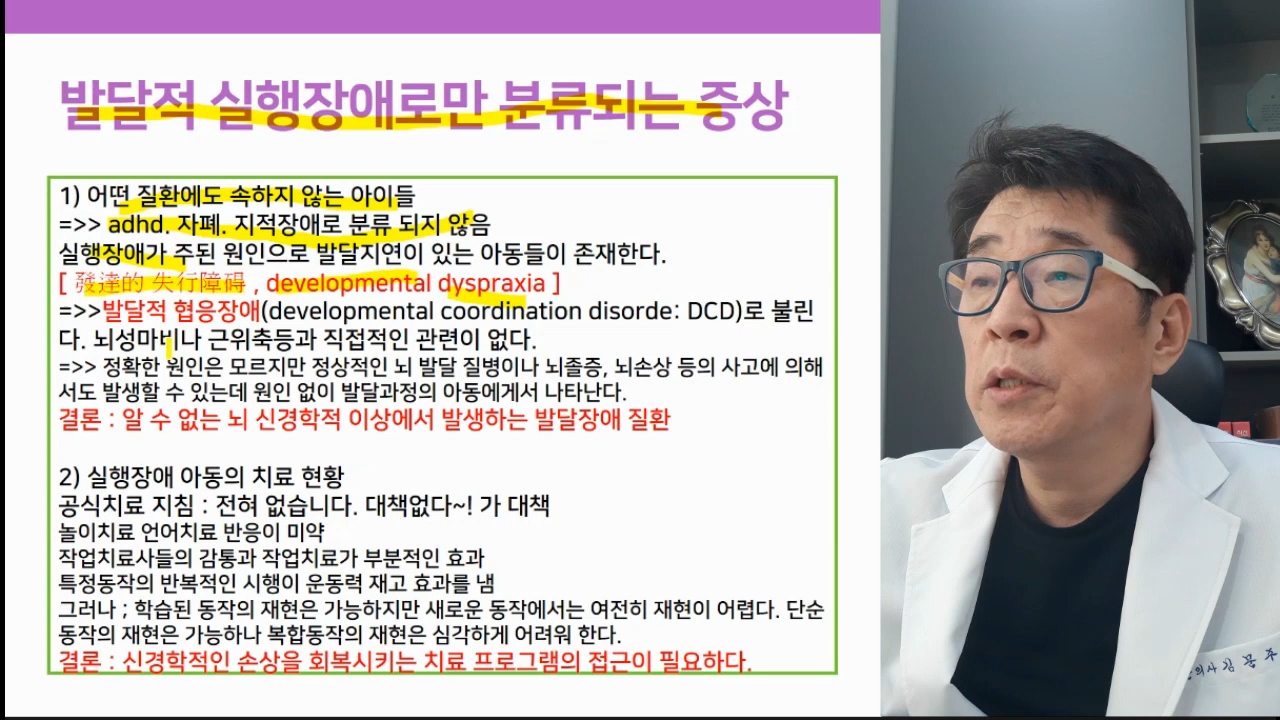 발달적 실행장애로만 분류되는 증상
1) 어떤 질환에도 속하지 않는 아이들
=>> adhd. 자폐. 지적장애로 분류 되지 않음
실행장애가 주된 원인으로 발달지연이 있는 아동들이 존재한다.
[ 發達的 失行障碍 , developmental dyspraxia ]
=>>발달적 협응장애(developmental coordination disorde: DCD)로 불린
다. 뇌성마비나 근위축등과 직접적인 관련이 없다.
=>> 정확한 원인은 모르지만 정상적인 뇌 발달 질병이나 뇌졸증, 뇌손상 등의 사고에 의해
서도 발생할 수 있는데 원인 없이 발달과정의 아동에게서 나타난다.
결론 : 알 수 없는 뇌 신경학적 이상에서 발생하는 발달장애 질환
2) 실행장애 아동의 치료 현황
공식치료 지침 : 전혀 없습니다. 대책없다~! 가 대책
놀이치료 언어치료 반응이 미약
작업치료사들의 감통과 작업치료가 부분적인 효과
특정동작의 반복적인 시행이 운동력 재고 효과를 냄
그러나 ; 학습된 동작의 재현은 가능하지만 새로운 동작에서는 여전히 재현이 어렵다. 단순
동작의 재현은 가능하나 복합동작의 재현은 심각하게 어려워 한다.
결론 : 신경학적인 손상을 회복시키는 치료 프로그램의 접근이 필요하다.